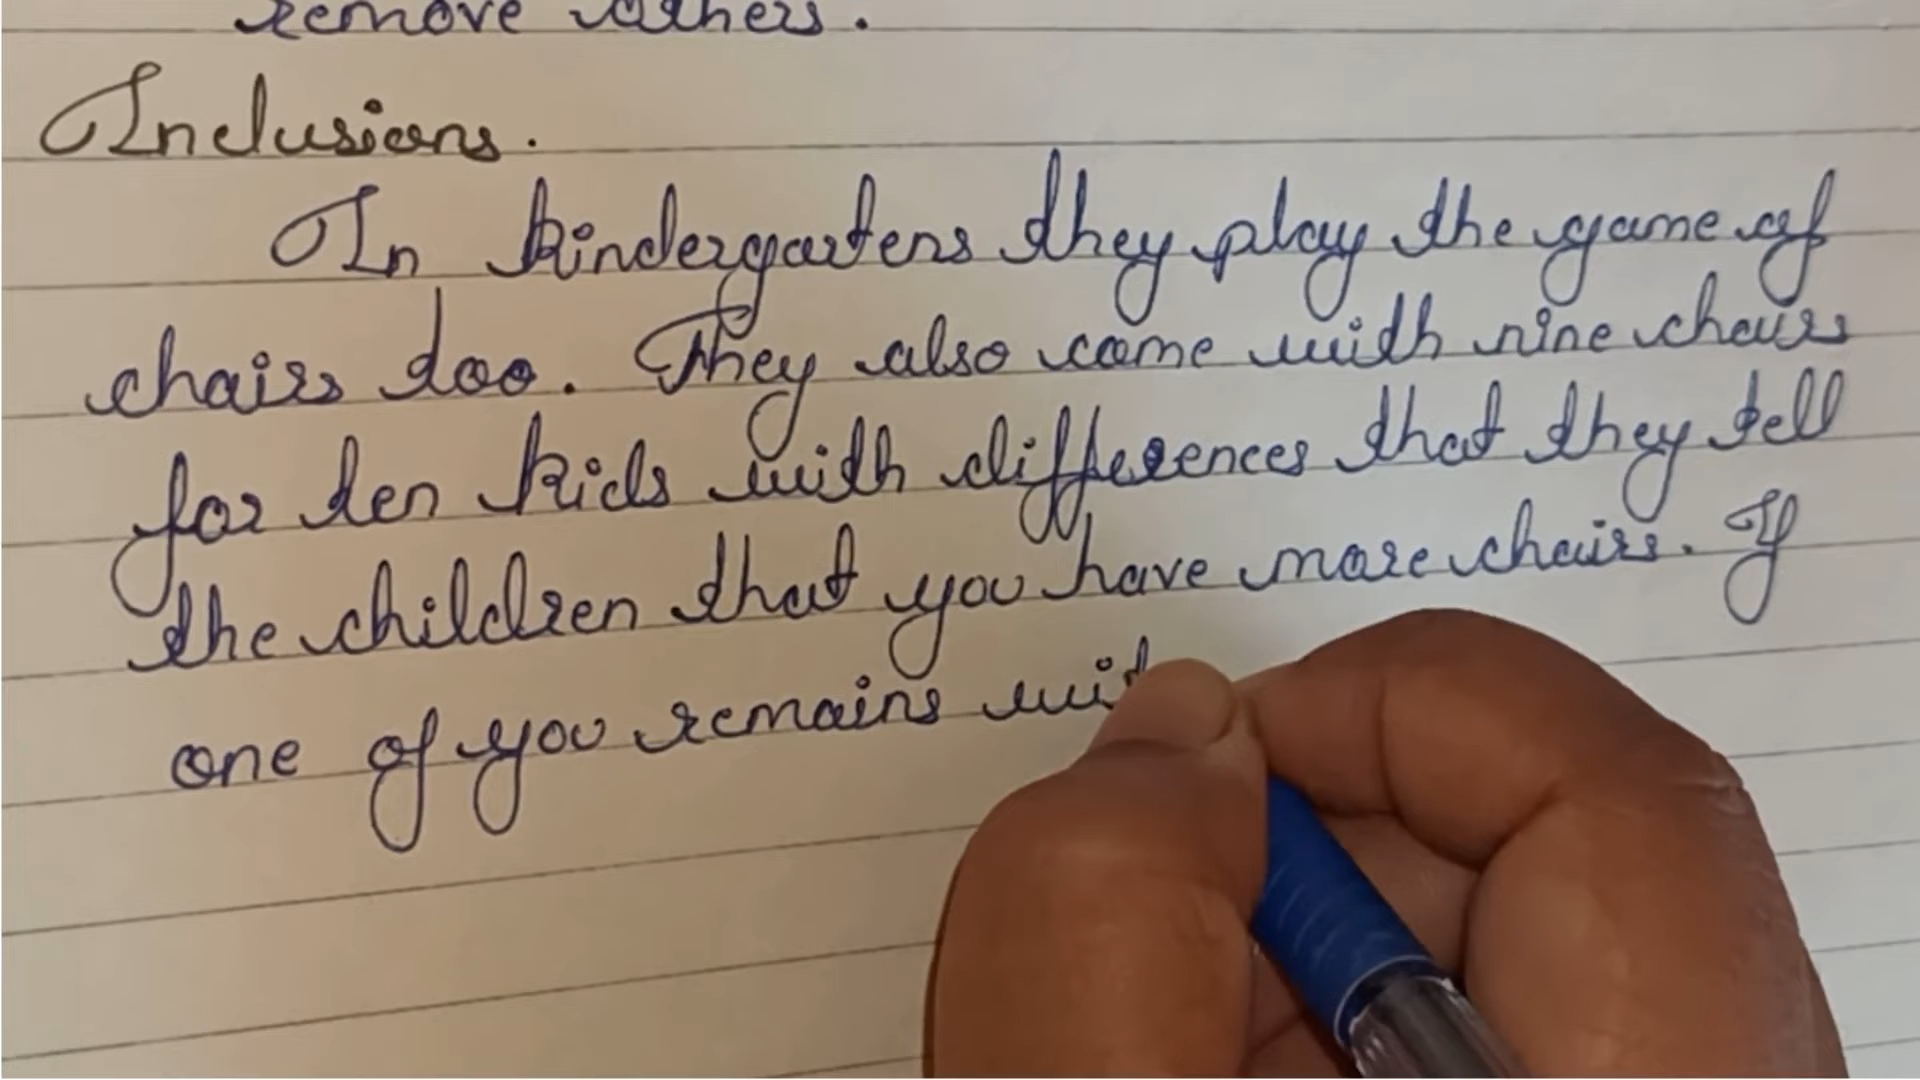 remove others.
Inclusions.
In kindergartens they play the game of
chairs too. They also come with nine chairs
for ten kids with differences that they tell
the children that you have more chairs. If
one of you remains wit